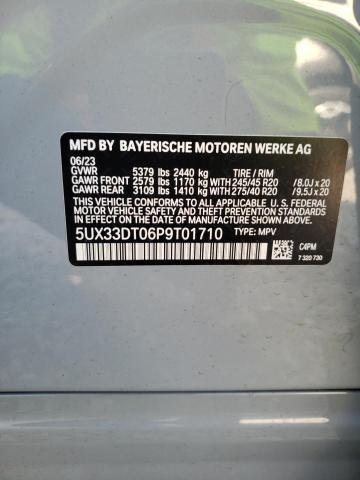 MFD BY BAYERISCHE MOTOREN WERKE AG
06/23
GVWR 5379 lbs 2440 kg TIRE / RIM
GAWR FRONT 2579 lbs 1170 kg WITH 245/45 R20 /8.0J x 20
GAWR REAR 3109 lbs 1410 kg WITH 275/40 R20 /9.5J x 20
THIS VEHICLE CONFORMS TO ALL APPLICABLE U. S. FEDERAL
MOTOR VEHICLE SAFETY STANDARDS IN EFFECT ON THE
DATE OF MANUFACTURE SHOWN ABOVE.
5UX33DT06P9T01710 TYPE: MPV
C4PM
7 320 730